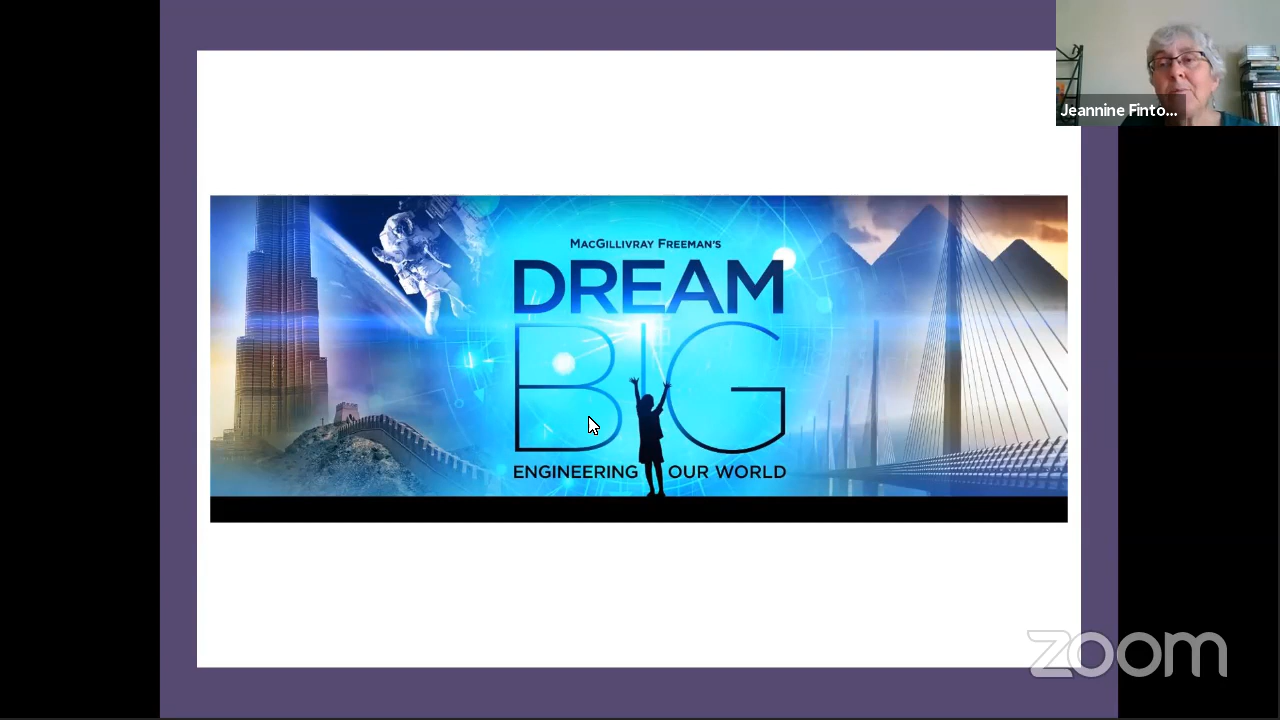 Jeannine Finto...
MACGILLIVRAY FREEMAN'S
DREAM
BIG
ENGINEERING OUR WORLD
zoom